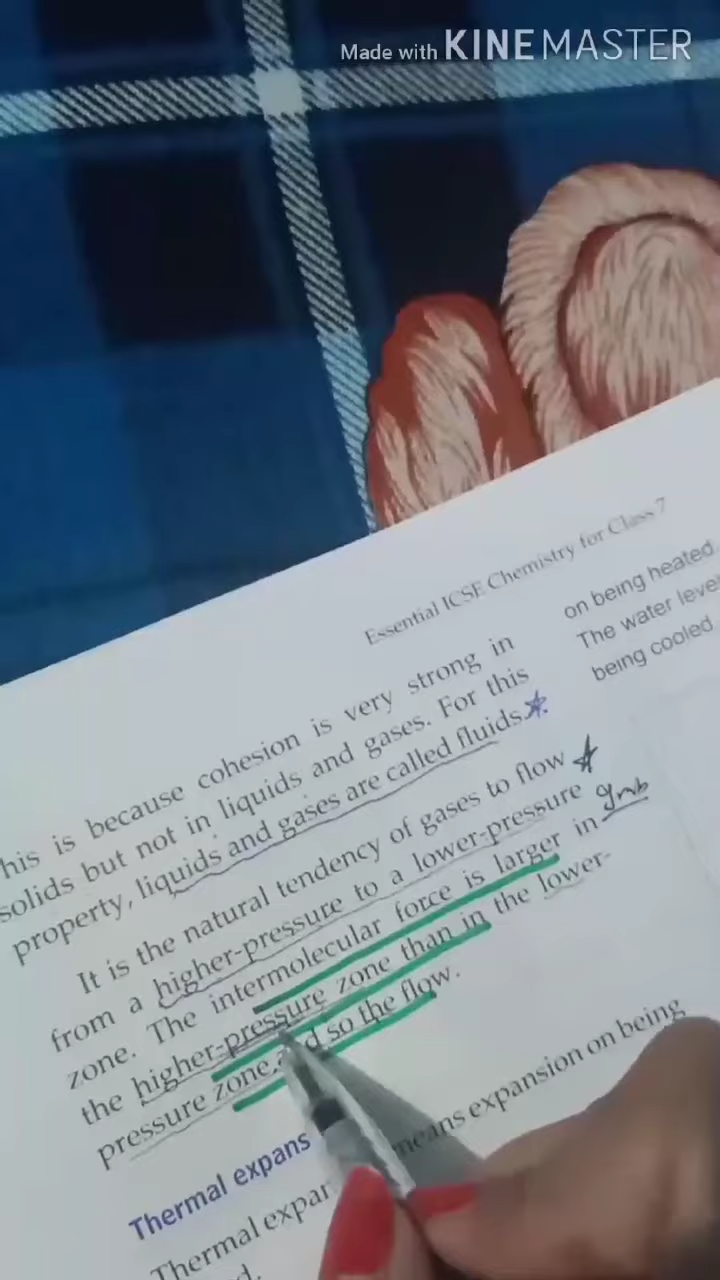 Made with KINEMASTER
Essential ICSE Chemistry for Class 7
on being heated.
The water level
being cooled.
his is because cohesion is very strong in
solids but not in liquids and gases. For this
property, liquids and gases are called fluids.
It is the natural tendency of gases to flow
from a higher-pressure to a lower-pressure
zone. The intermolecular force is larger in
the higher-pressure zone than in the lower-
pressure zone and so the flow.
Thermal expans
Thermal expan means expansion on being
d.